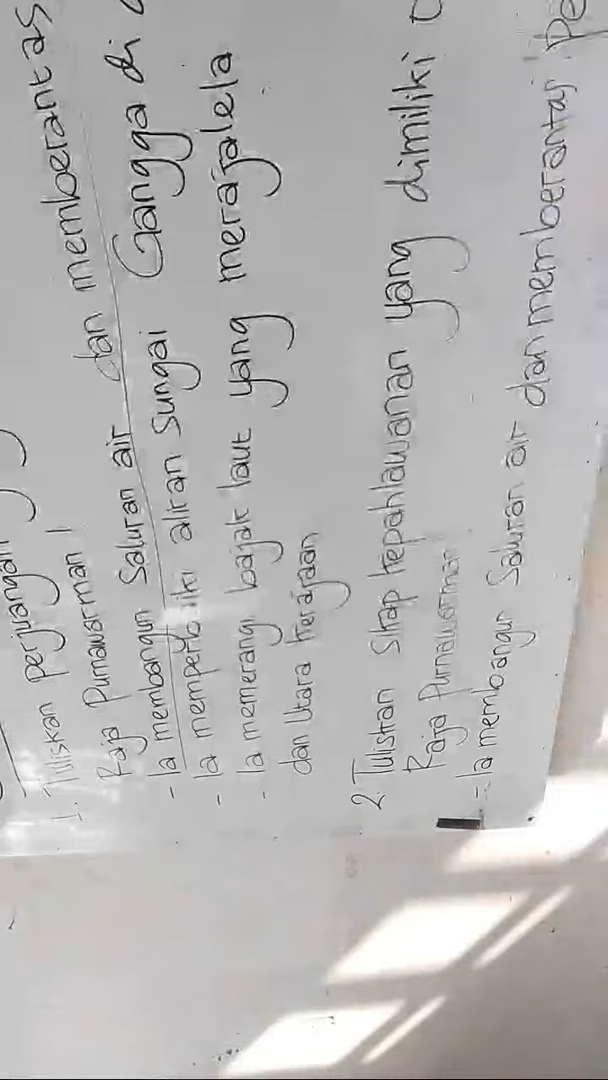 1. Tuliskan perjuangan
Raja Purnawarman!
- Ia membangun Saluran air dan memberantas
- Ia memperbaiki aliran Sungai Gangga di
- Ia memerangi bajak laut yang merajalela
dan Utara Kerajaan
2. Tuliskan sikap kepahlawanan yang dimiliki
Raja Purnawarman!
- Ia membangun Saluran air dan memberantas